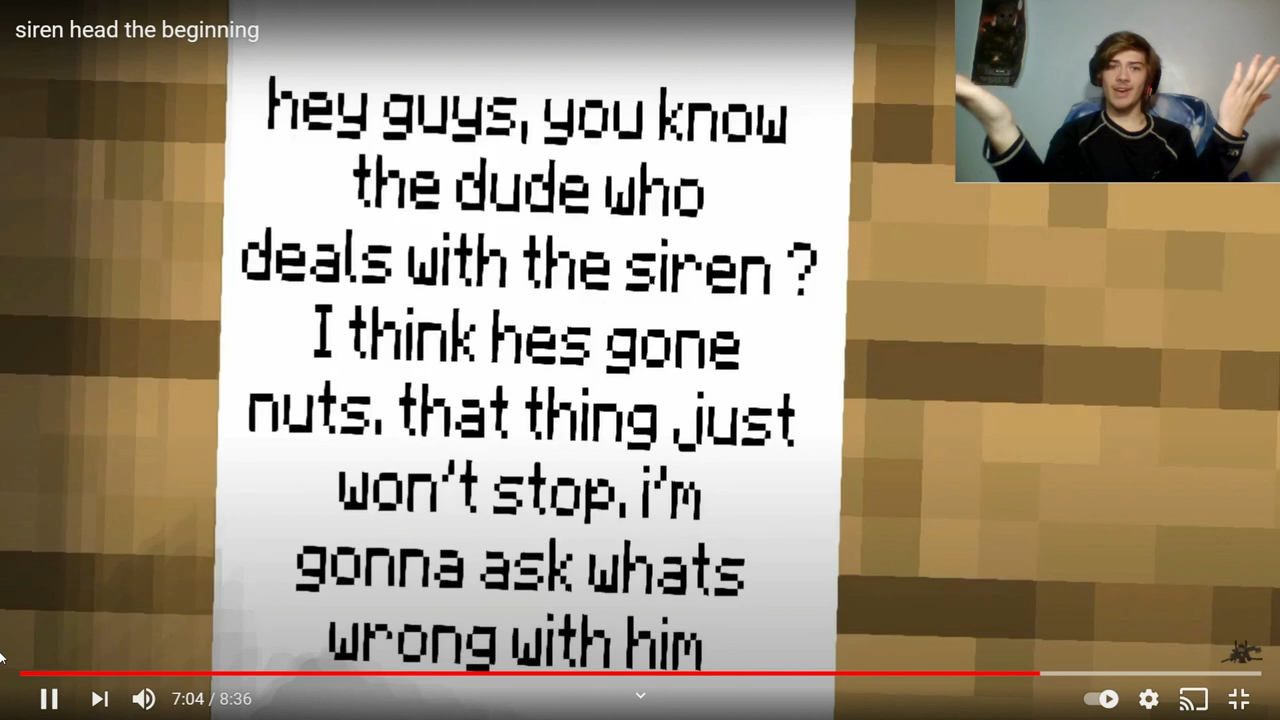 siren head the beginning
hey guys, you know
the dude who
deals with the siren ?
I think hes gone
nuts. that thing just
won't stop. i'm
gonna ask whats
wrong with him
7:04 / 8:36